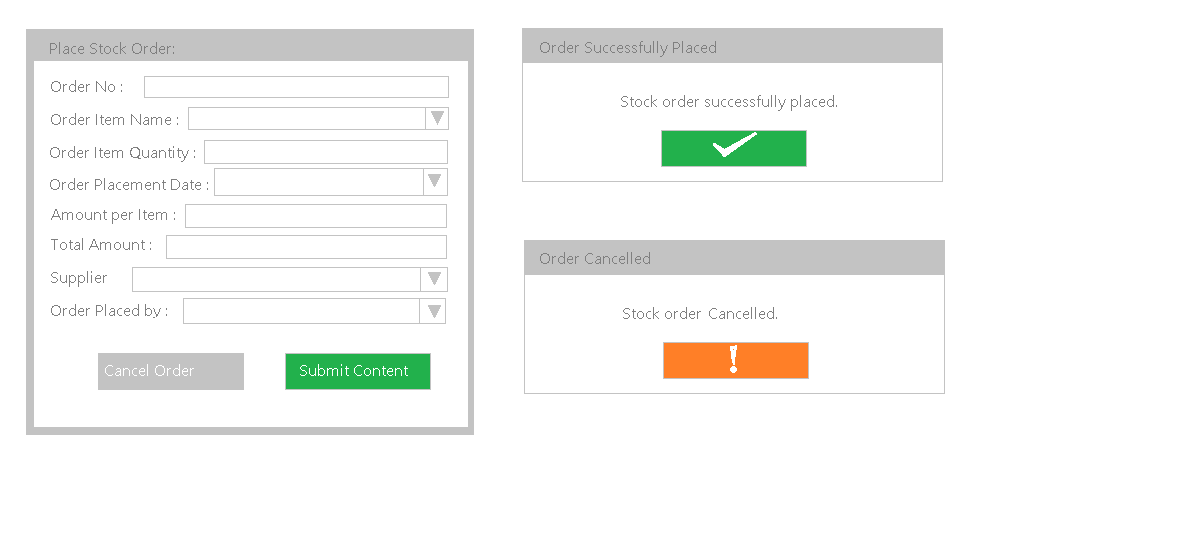 Place Stock Order:
Order No :
Order Item Name :
Order Item Quantity :
Order Placement Date :
Amount per Item :
Total Amount :
Supplier
Order Placed by :
Cancel Order
Submit Content
Order Successfully Placed
Stock order successfully placed.
Order Cancelled
Stock order Cancelled.
!